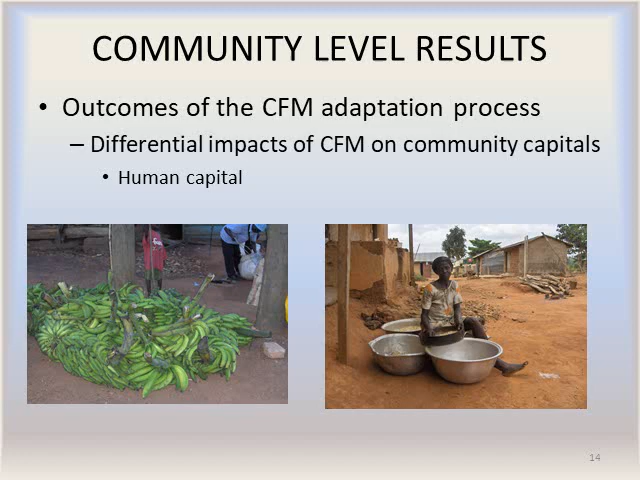 COMMUNITY LEVEL RESULTS
• Outcomes of the CFM adaptation process
– Differential impacts of CFM on community capitals
• Human capital
14